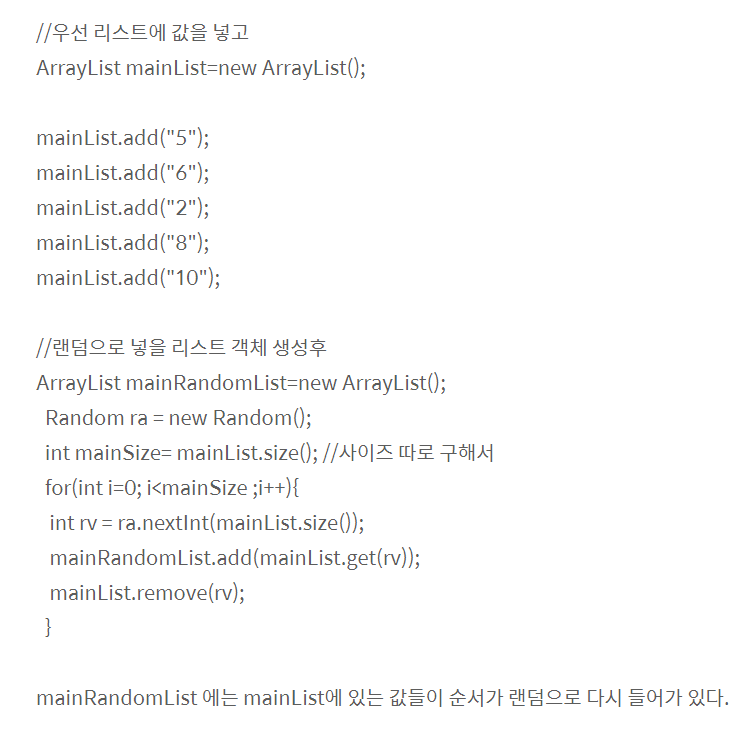 //우선 리스트에 값을 넣고
ArrayList mainList=new ArrayList();
mainList.add("5");
mainList.add("6");
mainList.add("2");
mainList.add("8");
mainList.add("10");
//랜덤으로 넣을 리스트 객체 생성후
ArrayList mainRandomList=new ArrayList();
Random ra = new Random();
int mainSize= mainList.size(); //사이즈 따로 구해서
for(int i=0; i<mainSize ;i++){
int rv = ra.nextInt(mainList.size());
mainRandomList.add(mainList.get(rv));
mainList.remove(rv);
}
mainRandomList 에는 mainList에 있는 값들이 순서가 랜덤으로 다시 들어가 있다.